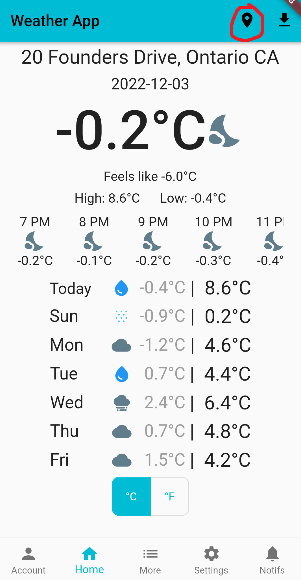 Weather App
20 Founders Drive, Ontario CA
2022-12-03
-0.2°C
Feels like -6.0°C
High: 8.6°C Low: -0.4°C
7 PM 8 PM 9 PM 10 PM 11 P
-0.2°C -0.1°C -0.2°C -0.3°C -0.4°
Today -0.4°C | 8.6°C
Sun -0.9°C | 0.2°C
Mon -1.2°C | 4.6°C
Tue 0.7°C | 4.4°C
Wed 2.4°C | 6.4°C
Thu 0.7°C | 4.8°C
Fri 1.5°C | 4.2°C
°C °F
Account Home More Settings Notifs